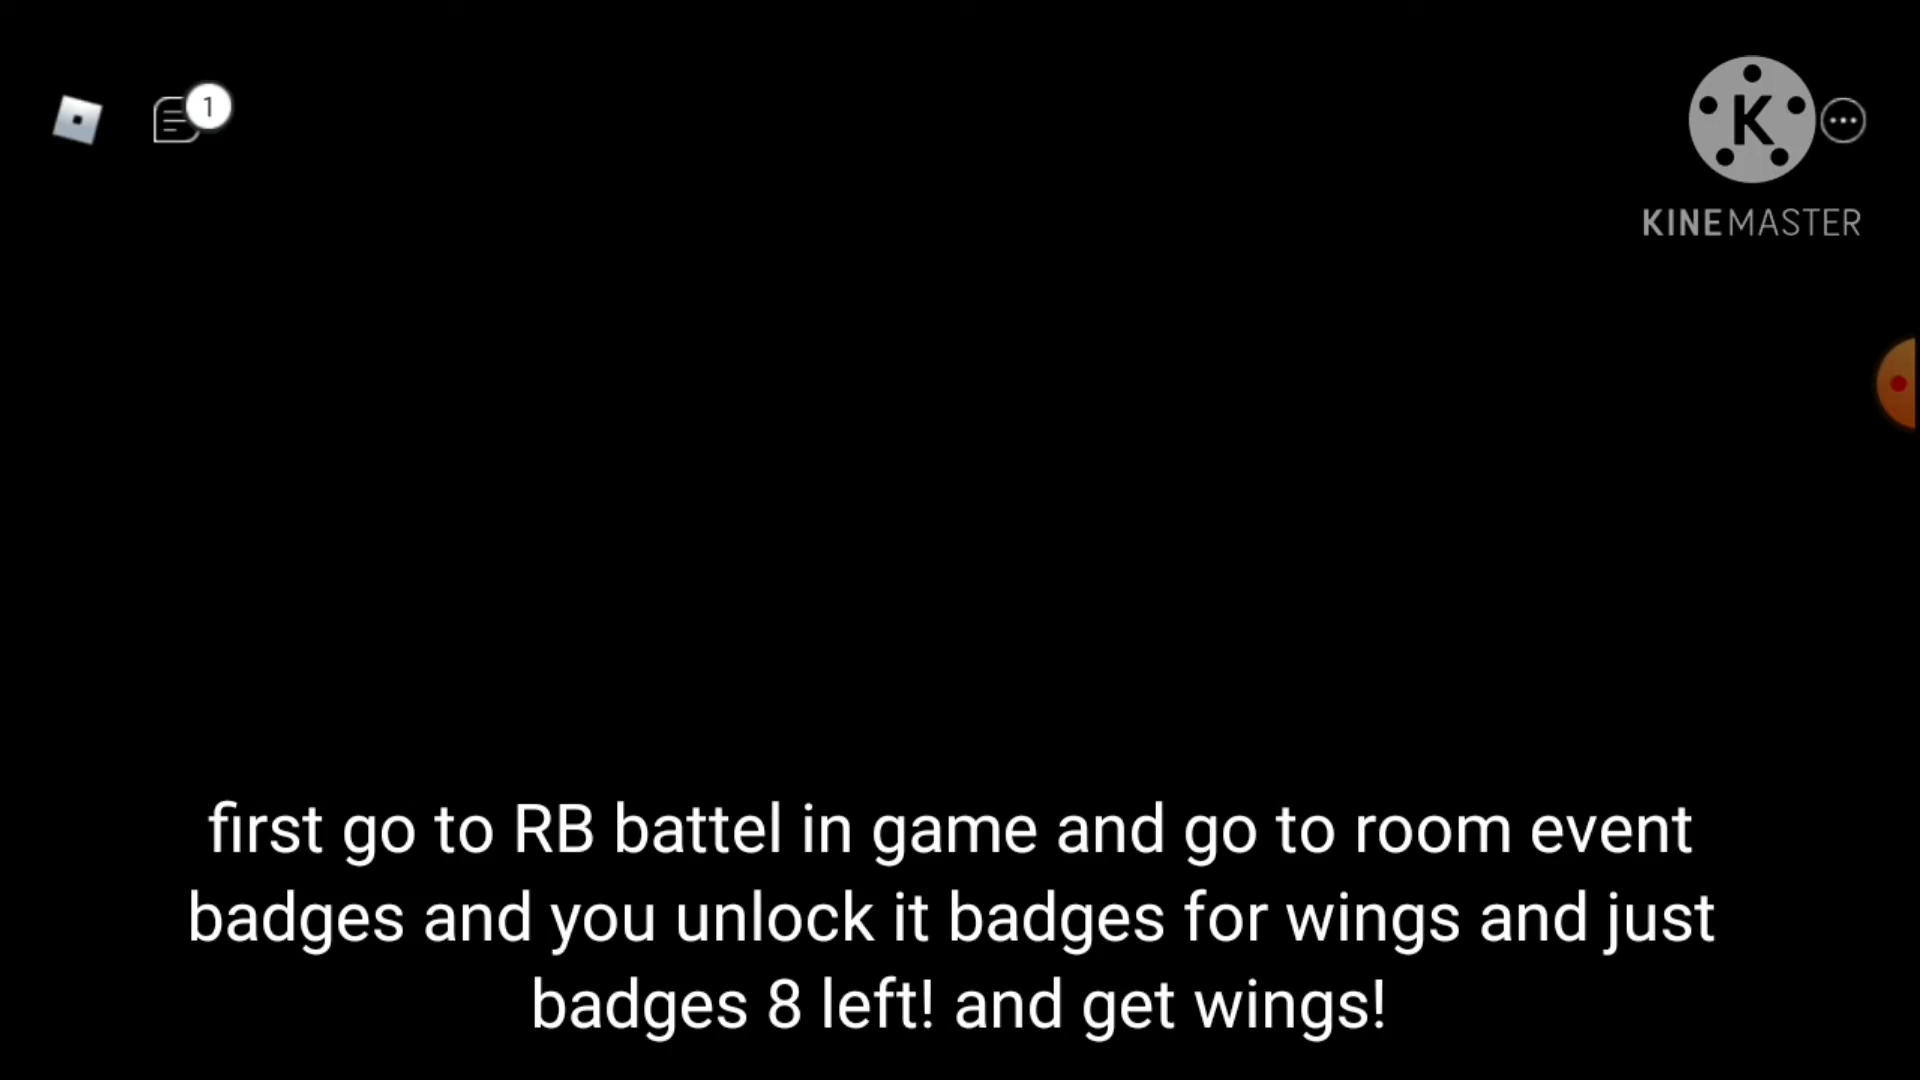 1
K
KINEMASTER
first go to RB battel in game and go to room event
badges and you unlock it badges for wings and just
badges 8 left! and get wings!